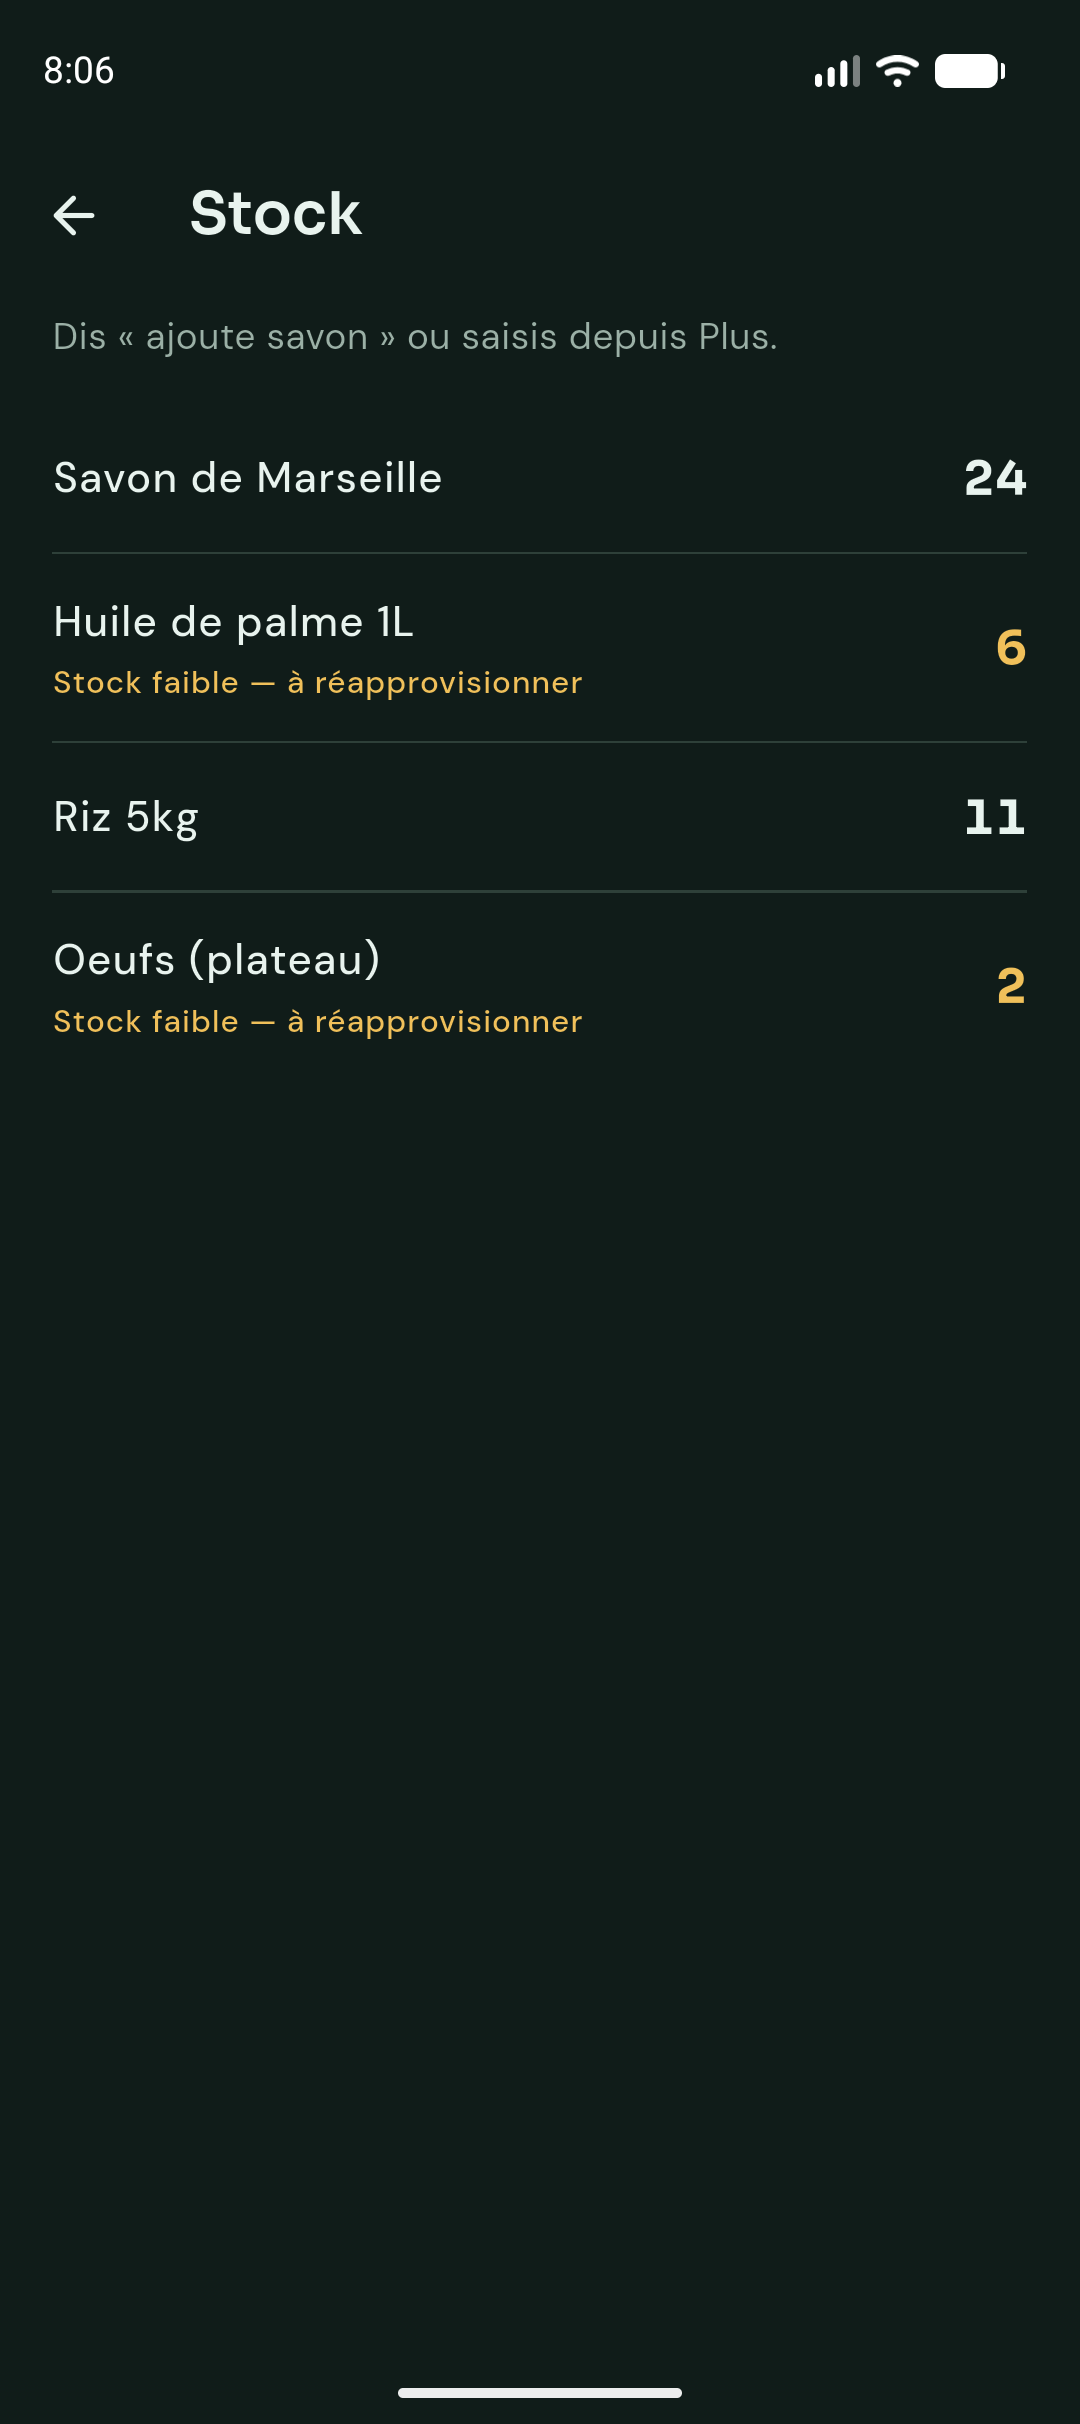 8:06
Stock
Dis « ajoute savon » ou saisis depuis Plus.
Savon de Marseille 24
Huile de palme 1L
Stock faible — à réapprovisionner
6
Riz 5kg 11
Oeufs (plateau)
Stock faible — à réapprovisionner
2